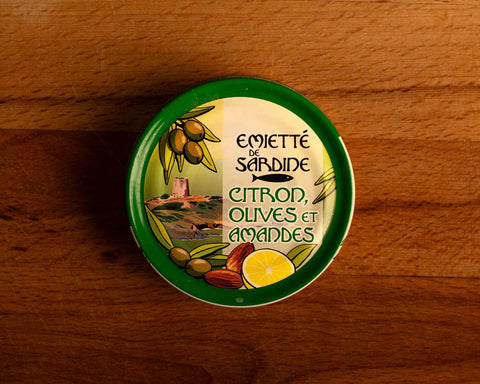 EMIETTÉ
DE
SARDINE
CITRON,
OLIVES ET
AMANDES